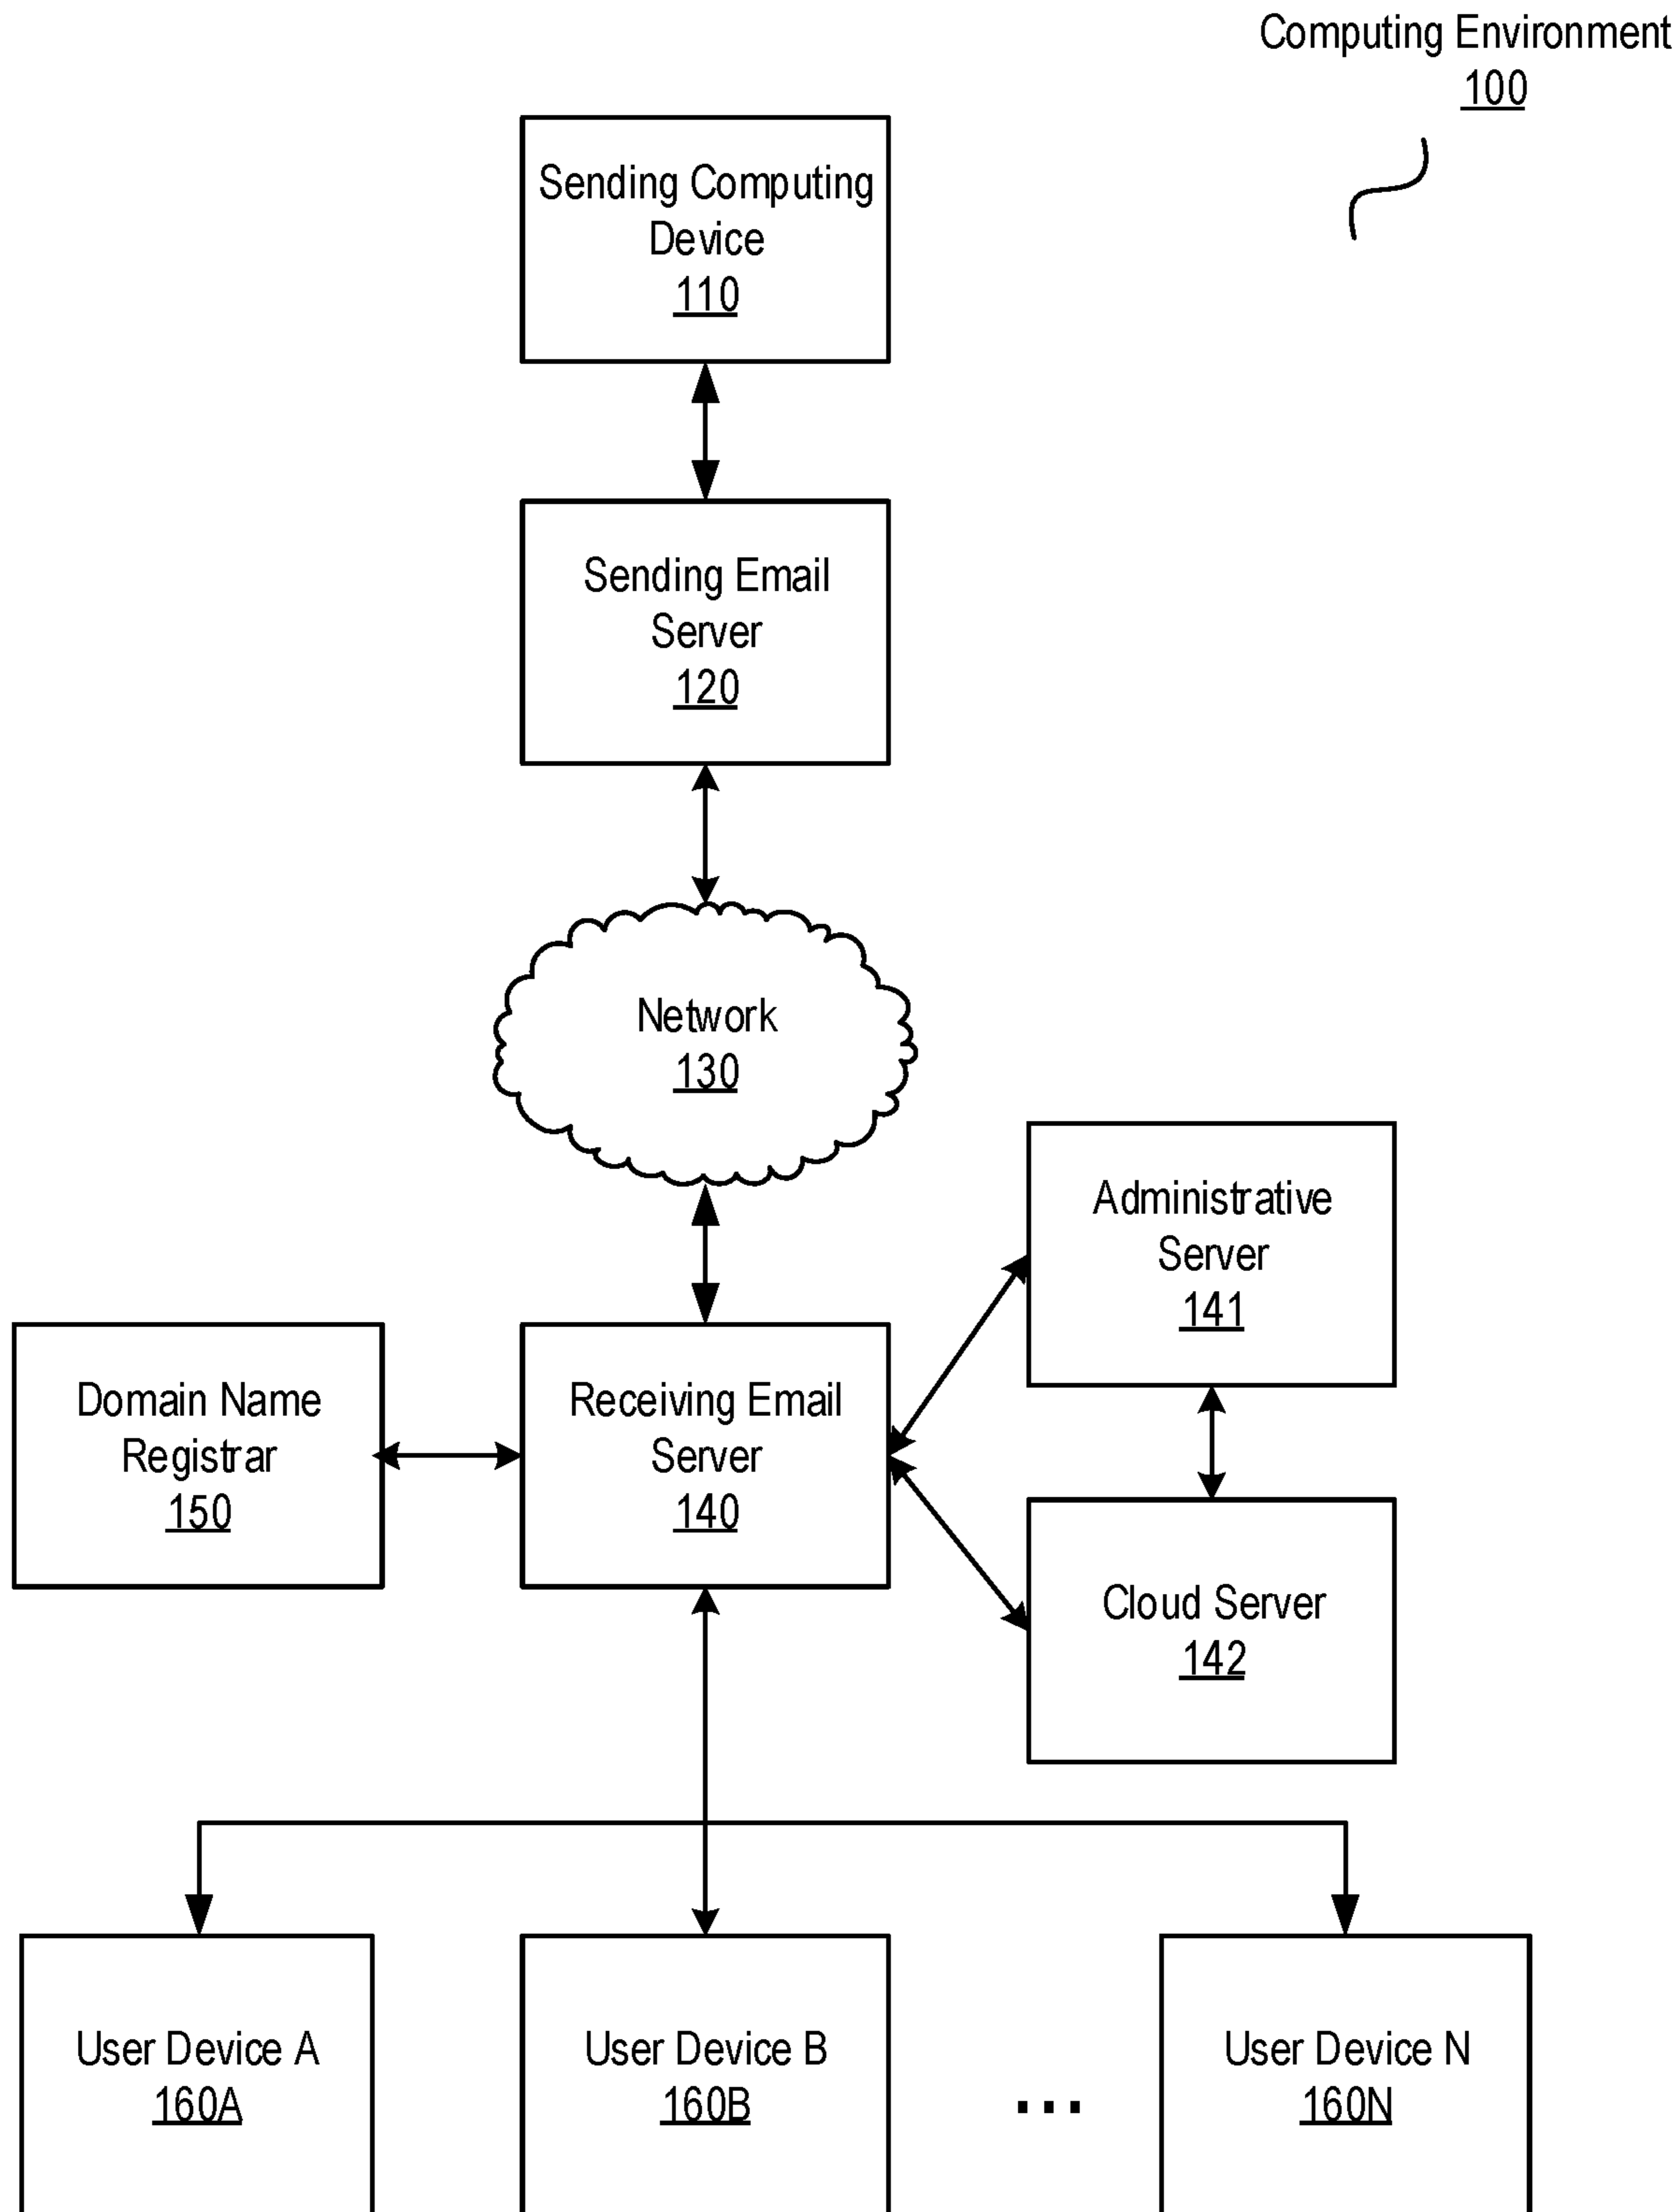 Computing Environment
100
Sending Computing
Device
110
Sending Email
Server
120
Network
130
Administrative
Server
141
Domain Name
Registrar
150
Receiving Email
Server
140
Cloud Server
142
User Device A
160A
User Device B
160B
...
User Device N
160N